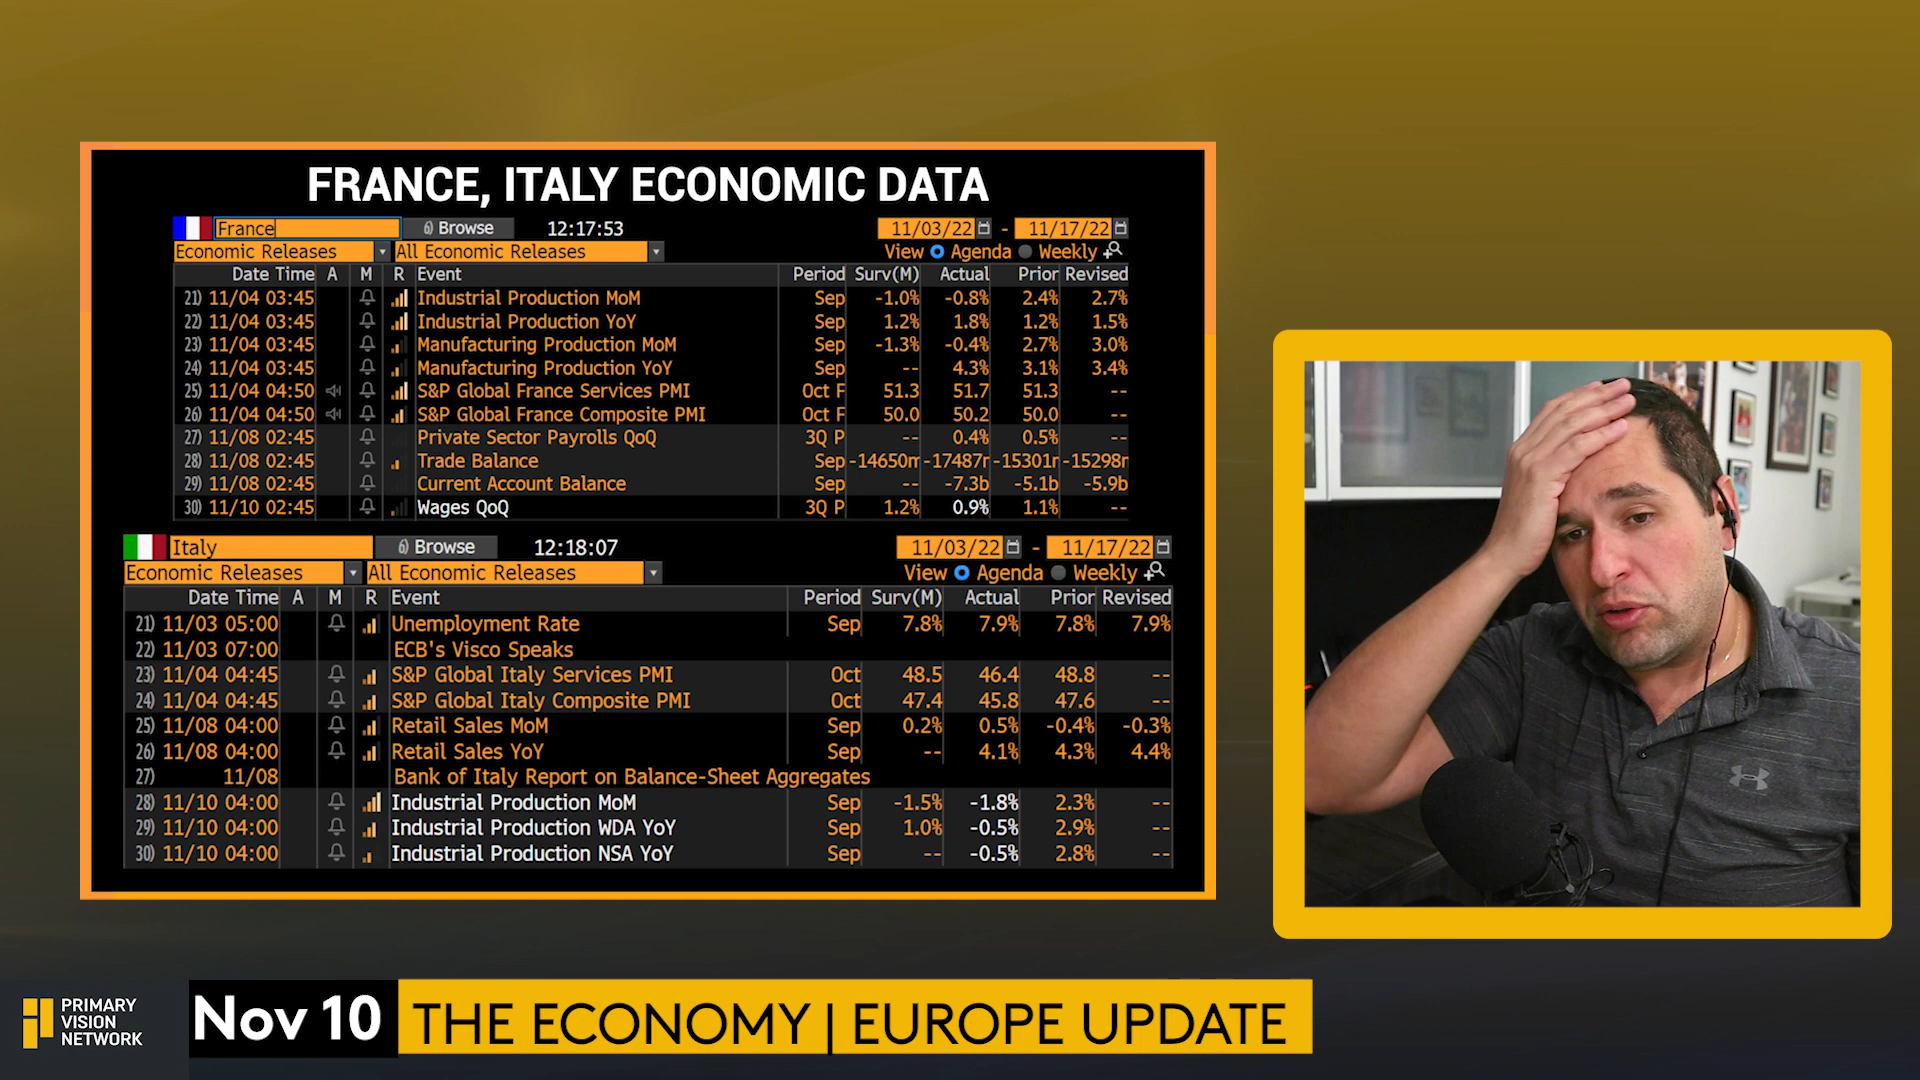 FRANCE, ITALY ECONOMIC DATA
France Browse 12:17:53 11/03/22 - 11/17/22
Economic Releases All Economic Releases View Agenda Weekly
Date Time A M R Event Period Surv(M) Actual Prior Revised
21) 11/04 03:45 Industrial Production MoM Sep -1.0% -0.8% 2.4% 2.7%
22) 11/04 03:45 Industrial Production YoY Sep 1.2% 1.8% 1.2% 1.5%
23) 11/04 03:45 Manufacturing Production MoM Sep -1.3% -0.4% 2.7% 3.0%
24) 11/04 03:45 Manufacturing Production YoY Sep -- 4.3% 3.1% 3.4%
25) 11/04 04:50 S&P Global France Services PMI Oct F 51.3 51.7 51.3 --
26) 11/04 04:50 S&P Global France Composite PMI Oct F 50.0 50.2 50.0 --
27) 11/08 02:45 Private Sector Payrolls QoQ 3Q P -- 0.4% 0.5% --
28) 11/08 02:45 Trade Balance Sep -14650m -17487m -15301m -15298m
29) 11/08 02:45 Current Account Balance Sep -- -7.3b -5.1b -5.9b
30) 11/10 02:45 Wages QoQ 3Q P 1.2% 0.9% 1.1% --
Italy Browse 12:18:07 11/03/22 - 11/17/22
Economic Releases All Economic Releases View Agenda Weekly
Date Time A M R Event Period Surv(M) Actual Prior Revised
21) 11/03 05:00 Unemployment Rate Sep 7.8% 7.9% 7.8% 7.9%
22) 11/03 07:00 ECB's Visco Speaks
23) 11/04 04:45 S&P Global Italy Services PMI Oct 48.5 46.4 48.8 --
24) 11/04 04:45 S&P Global Italy Composite PMI Oct 47.4 45.8 47.6 --
25) 11/08 04:00 Retail Sales MoM Sep 0.2% 0.5% -0.4% -0.3%
26) 11/08 04:00 Retail Sales YoY Sep -- 4.1% 4.3% 4.4%
27) 11/08 Bank of Italy Report on Balance-Sheet Aggregates
28) 11/10 04:00 Industrial Production MoM Sep -1.5% -1.8% 2.3% --
29) 11/10 04:00 Industrial Production WDA YoY Sep 1.0% -0.5% 2.9% --
30) 11/10 04:00 Industrial Production NSA YoY Sep -- -0.5% 2.8% --
PRIMARY
VISION
NETWORK
Nov 10
THE ECONOMY | EUROPE UPDATE